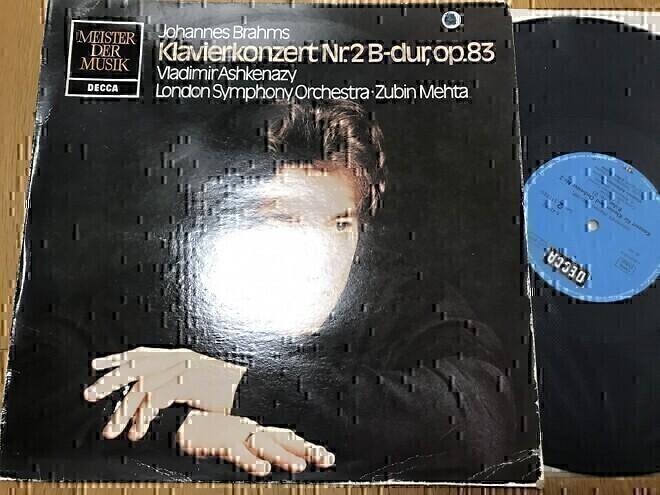 MEISTER
DER
MUSIK
DECCA
Johannes Brahms
Klavierkonzert Nr.2 B-dur, op.83
Vladimir Ashkenazy
London Symphony Orchestra · Zubin Mehta
DECCA